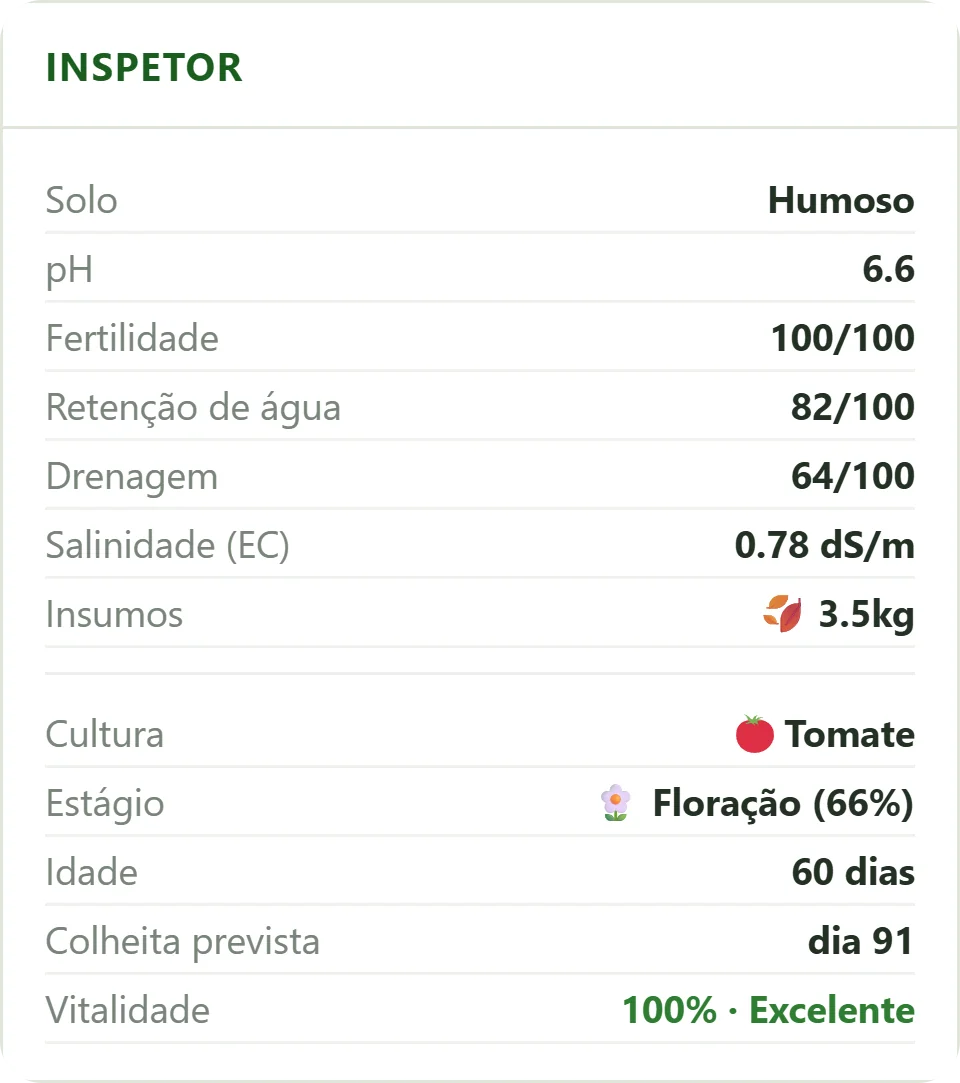 INSPETOR
Solo Humoso
pH 6.6
Fertilidade 100/100
Retenção de água 82/100
Drenagem 64/100
Salinidade (EC) 0.78 dS/m
Insumos 🍂 3.5kg
Cultura 🍅 Tomate
Estágio 🌼 Floração (66%)
Idade 60 dias
Colheita prevista dia 91
Vitalidade 100% · Excelente